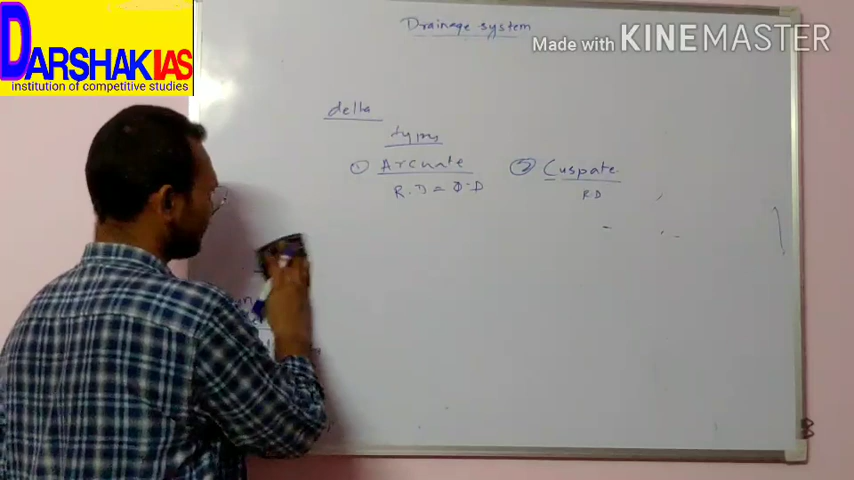 DARSHAKIAS
institution of competitive studies
Drainage system
Made with KINEMASTER
delta
types
① Arcuate
R.D = O.D
② Cuspate
R.D
B